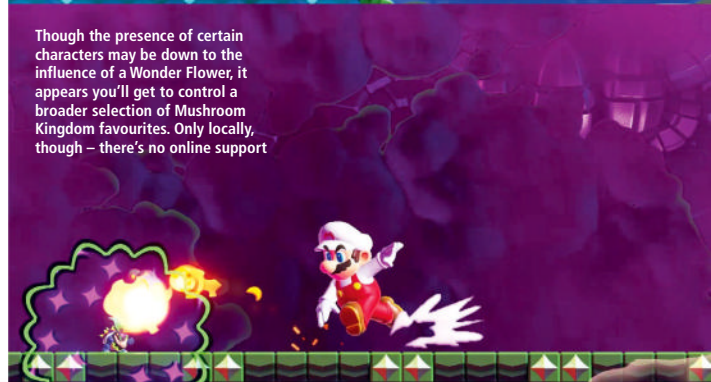 Though the presence of certain
characters may be down to the
influence of a Wonder Flower, it
appears you’ll get to control a
broader selection of Mushroom
Kingdom favourites. Only locally,
though – there’s no online support